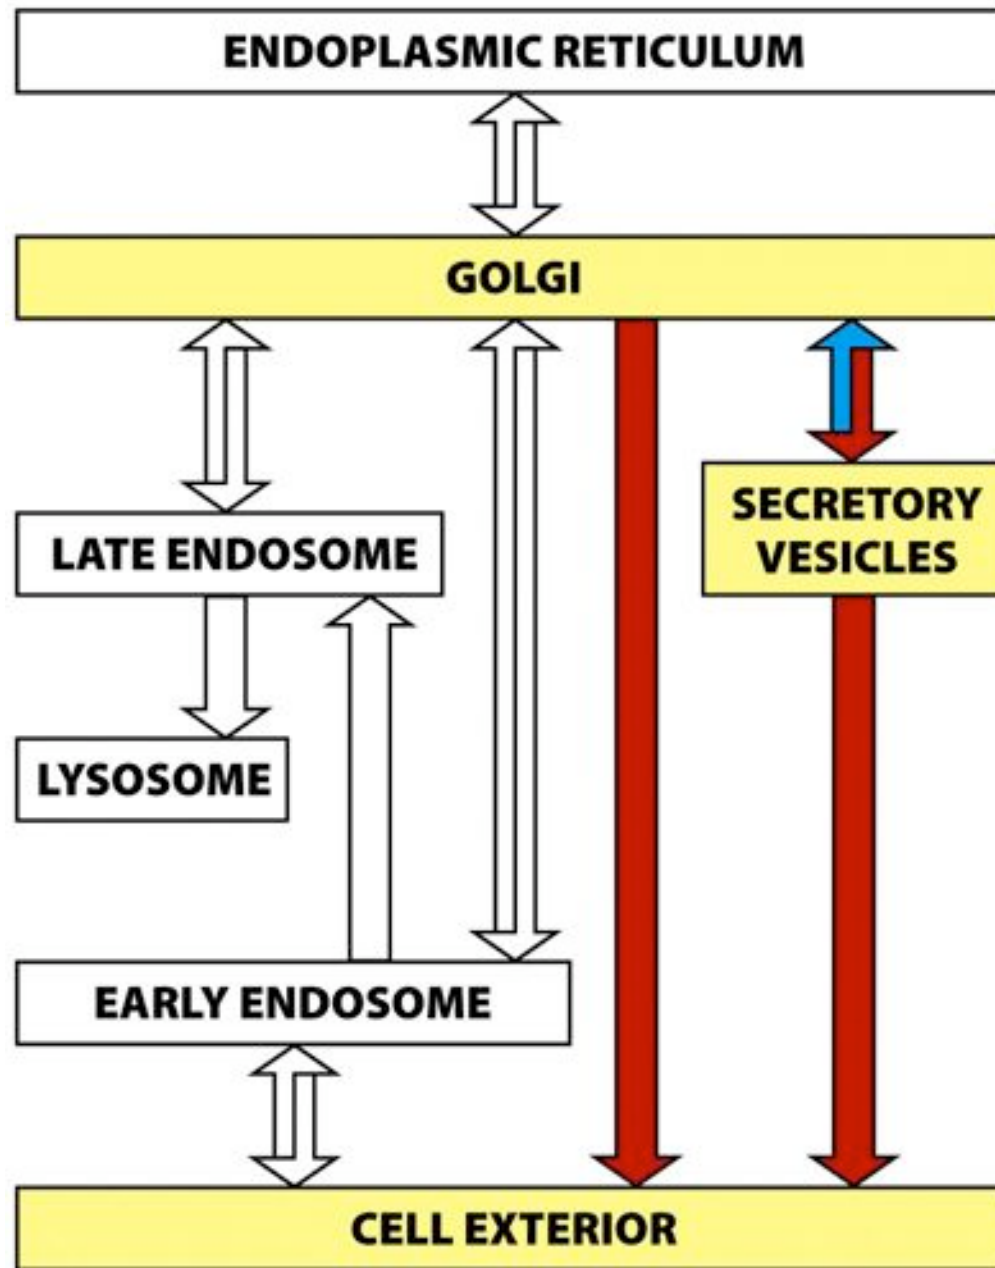 ENDOPLASMIC RETICULUM
GOLGI
SECRETORY
VESICLES
LATE ENDOSOME
LYSOSOME
EARLY ENDOSOME
CELL EXTERIOR